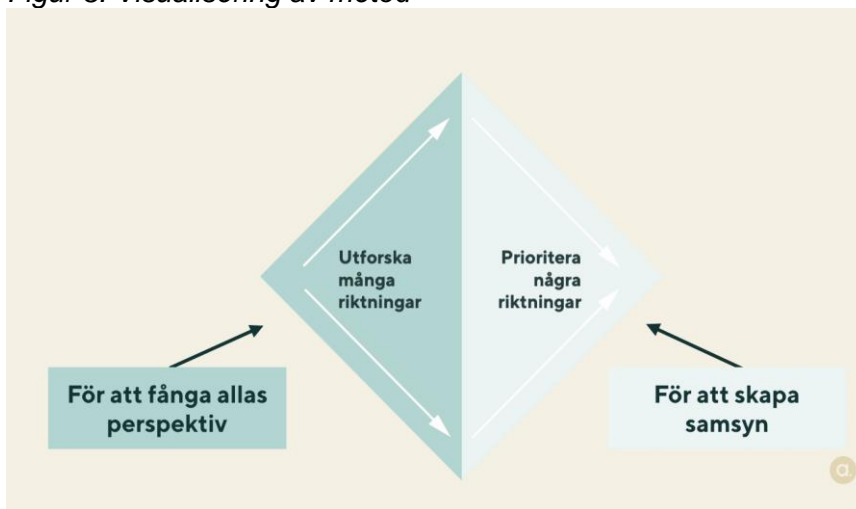 Utforska
många
riktningar
Prioritera
några
riktningar
För att fånga allas
perspektiv
För att skapa
samsyn
a.